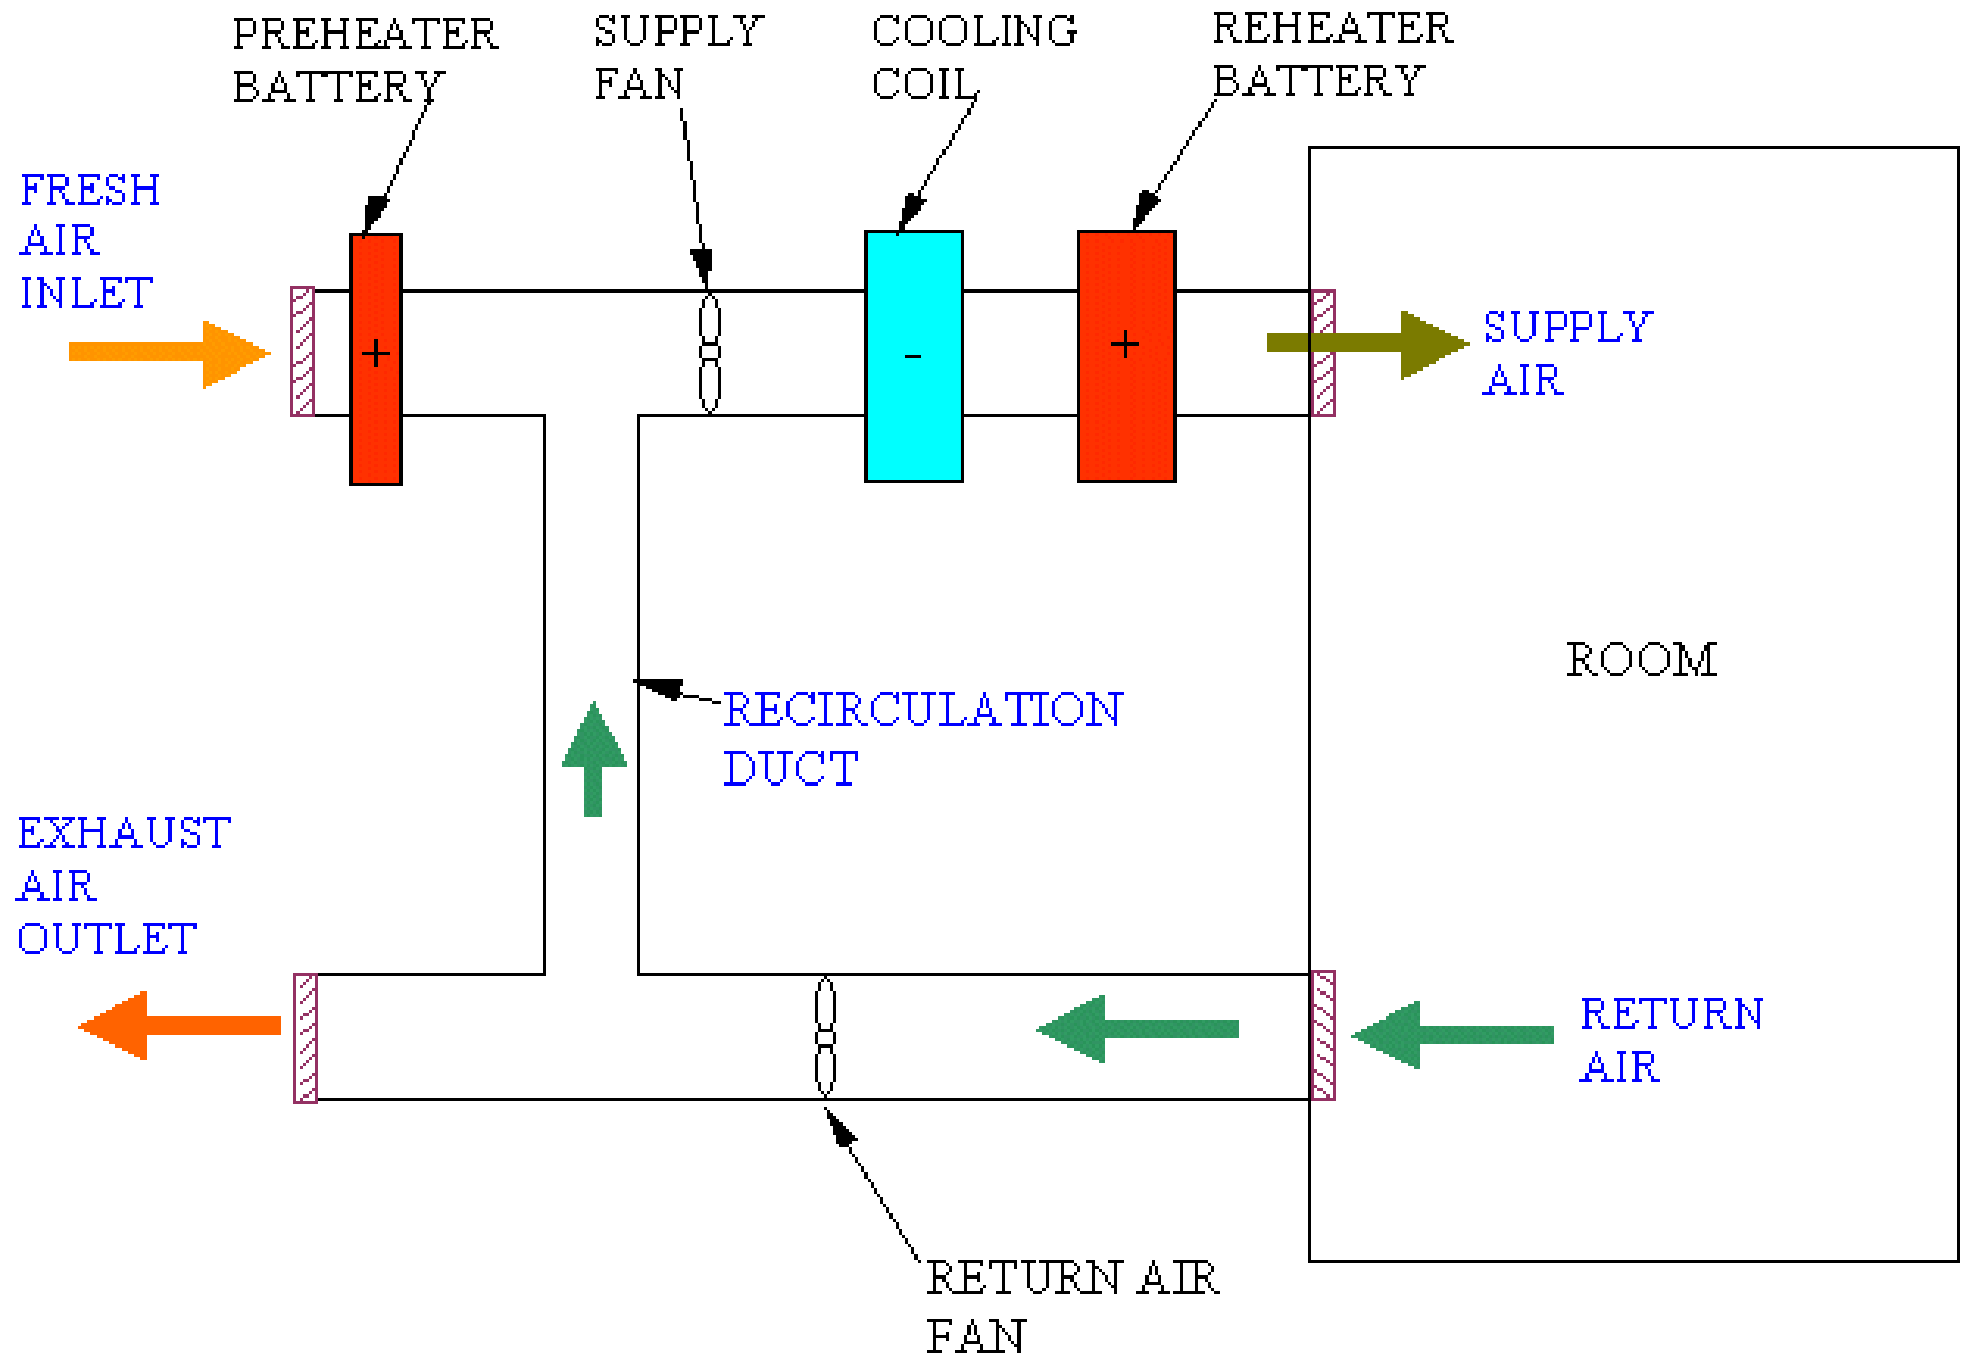 PREHEATER
BATTERY
SUPPLY
FAN
COOLING
COIL
REHEATER
BATTERY
FRESH
AIR
INLET
+
-
+
SUPPLY
AIR
ROOM
RECIRCULATION
DUCT
EXHAUST
AIR
OUTLET
RETURN
AIR
RETURN AIR
FAN